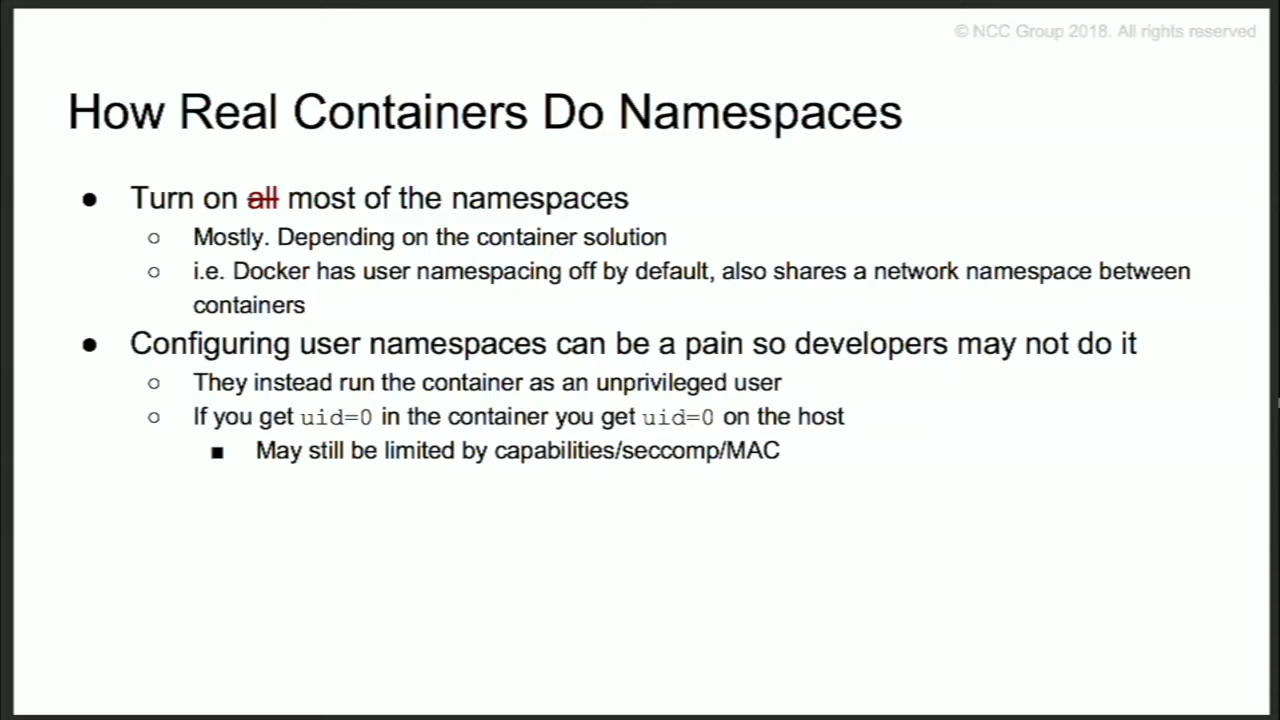 © NCC Group 2018. All rights reserved
How Real Containers Do Namespaces
● Turn on all most of the namespaces
○ Mostly. Depending on the container solution
○ i.e. Docker has user namespacing off by default, also shares a network namespace between
containers
● Configuring user namespaces can be a pain so developers may not do it
○ They instead run the container as an unprivileged user
○ If you get uid=0 in the container you get uid=0 on the host
■ May still be limited by capabilities/seccomp/MAC